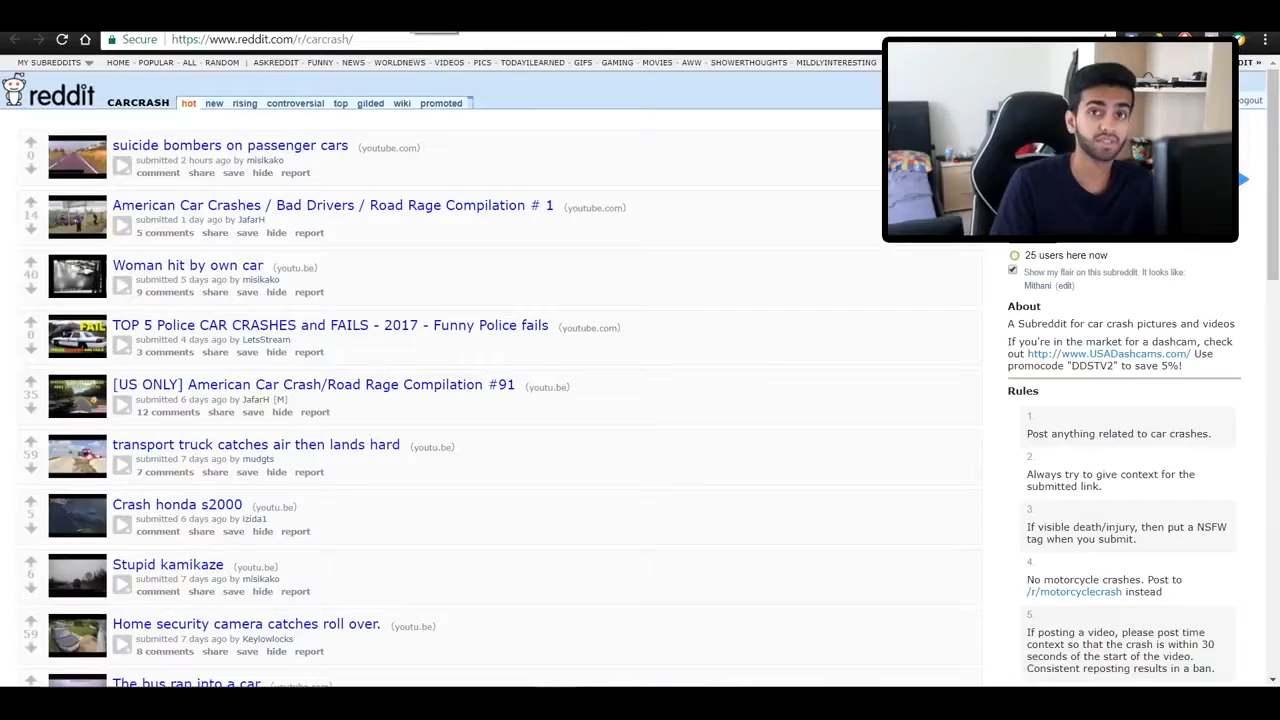 Secure https://www.reddit.com/r/carcrash/
MY SUBREDDITS HOME - POPULAR - ALL - RANDOM | ASKREDDIT - FUNNY - NEWS - WORLDNEWS - VIDEOS - PICS - TODAYILEARNED - GIFS - GAMING - MOVIES - AWW - SHOWERTHOUGHTS - MILDLYINTERESTING
reddit CARCRASH hot new rising controversial top gilded wiki promoted
logout
suicide bombers on passenger cars (youtube.com)
0
submitted 2 hours ago by misikako
comment share save hide report
American Car Crashes / Bad Drivers / Road Rage Compilation # 1 (youtube.com)
14
submitted 1 day ago by JafarH
5 comments share save hide report
Woman hit by own car (youtu.be)
40
submitted 5 days ago by misikako
9 comments share save hide report
TOP 5 Police CAR CRASHES and FAILS - 2017 - Funny Police fails (youtube.com)
0
FAIL
submitted 4 days ago by LetsStream
3 comments share save hide report
[US ONLY] American Car Crash/Road Rage Compilation #91 (youtu.be)
35
submitted 6 days ago by JafarH [M]
12 comments share save hide report
transport truck catches air then lands hard (youtu.be)
59
submitted 7 days ago by mudgts
7 comments share save hide report
Crash honda s2000 (youtu.be)
5
submitted 6 days ago by izida1
comment share save hide report
Stupid kamikaze (youtu.be)
6
submitted 7 days ago by misikako
comment share save hide report
Home security camera catches roll over. (youtu.be)
59
submitted 7 days ago by Keylowlocks
8 comments share save hide report
The bus ran into a car (youtube.com)
25 users here now
Show my flair on this subreddit. It looks like:
Mithani (edit)
About
A Subreddit for car crash pictures and videos
If you're in the market for a dashcam, check
out http://www.USADashcams.com/ Use
promocode "DDSTV2" to save 5%!
Rules
1.
Post anything related to car crashes.
2.
Always try to give context for the
submitted link.
3.
If visible death/injury, then put a NSFW
tag when you submit.
4.
No motorcycle crashes. Post to
/r/motorcyclecrash instead
5.
If posting a video, please post time
context so that the crash is within 30
seconds of the start of the video.
Consistent reposting results in a ban.